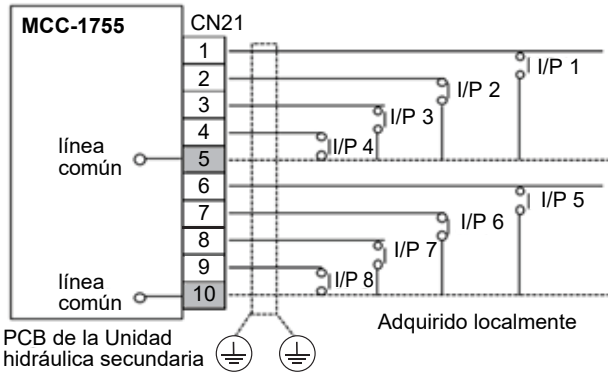 MCC-1755
CN21
1
2
3
4
5
6
7
8
9
10
línea
común
línea
común
I/P 1
I/P 2
I/P 3
I/P 4
I/P 5
I/P 6
I/P 7
I/P 8
Adquirido localmente
PCB de la Unidad
hidráulica secundaria